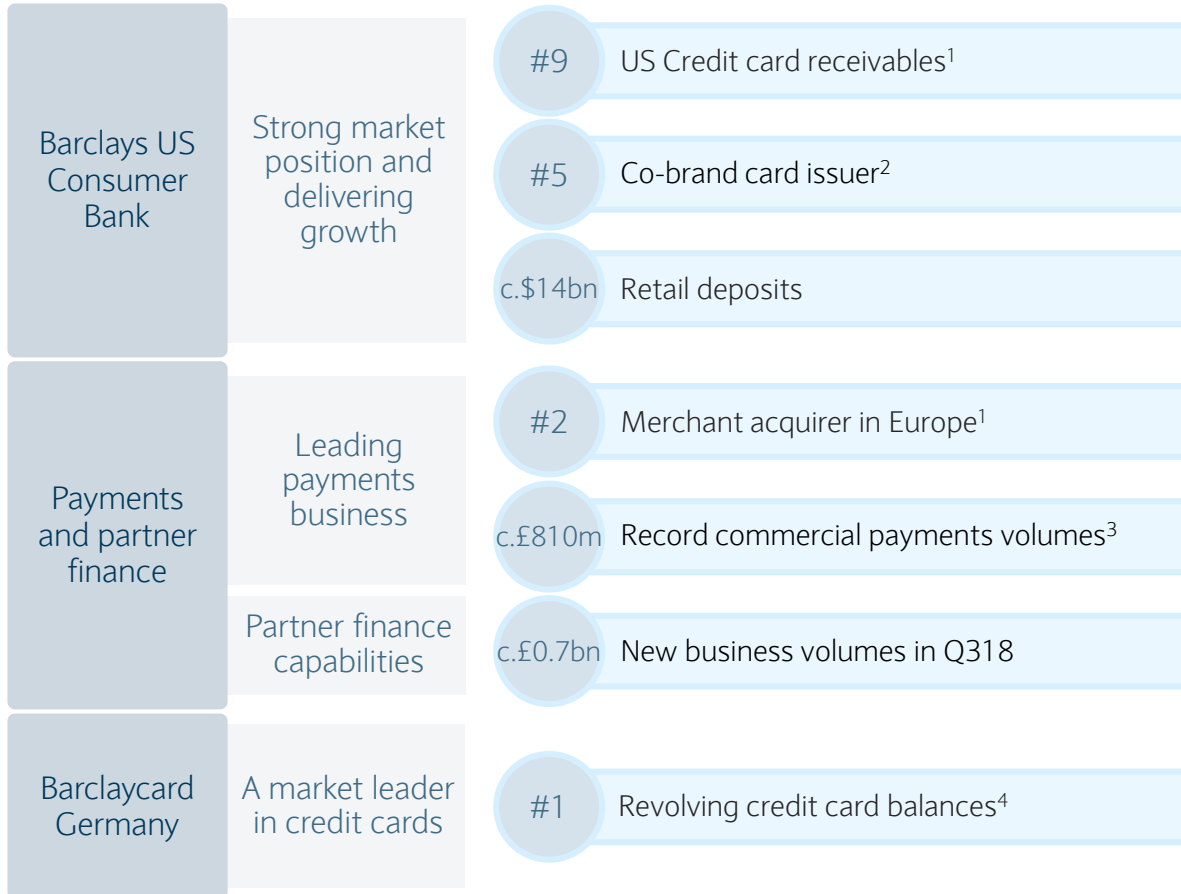 Barclays US
Consumer
Bank
Strong market
position and
delivering
growth
#9
US Credit card receivables¹
#5
Co-brand card issuer²
c.$14bn
Retail deposits
Payments
and partner
finance
Leading
payments
business
#2
Merchant acquirer in Europe¹
c.£810m
Record commercial payments volumes³
Partner finance
capabilities
c.£0.7bn
New business volumes in Q318
Barclaycard
Germany
A market leader
in credit cards
#1
Revolving credit card balances⁴